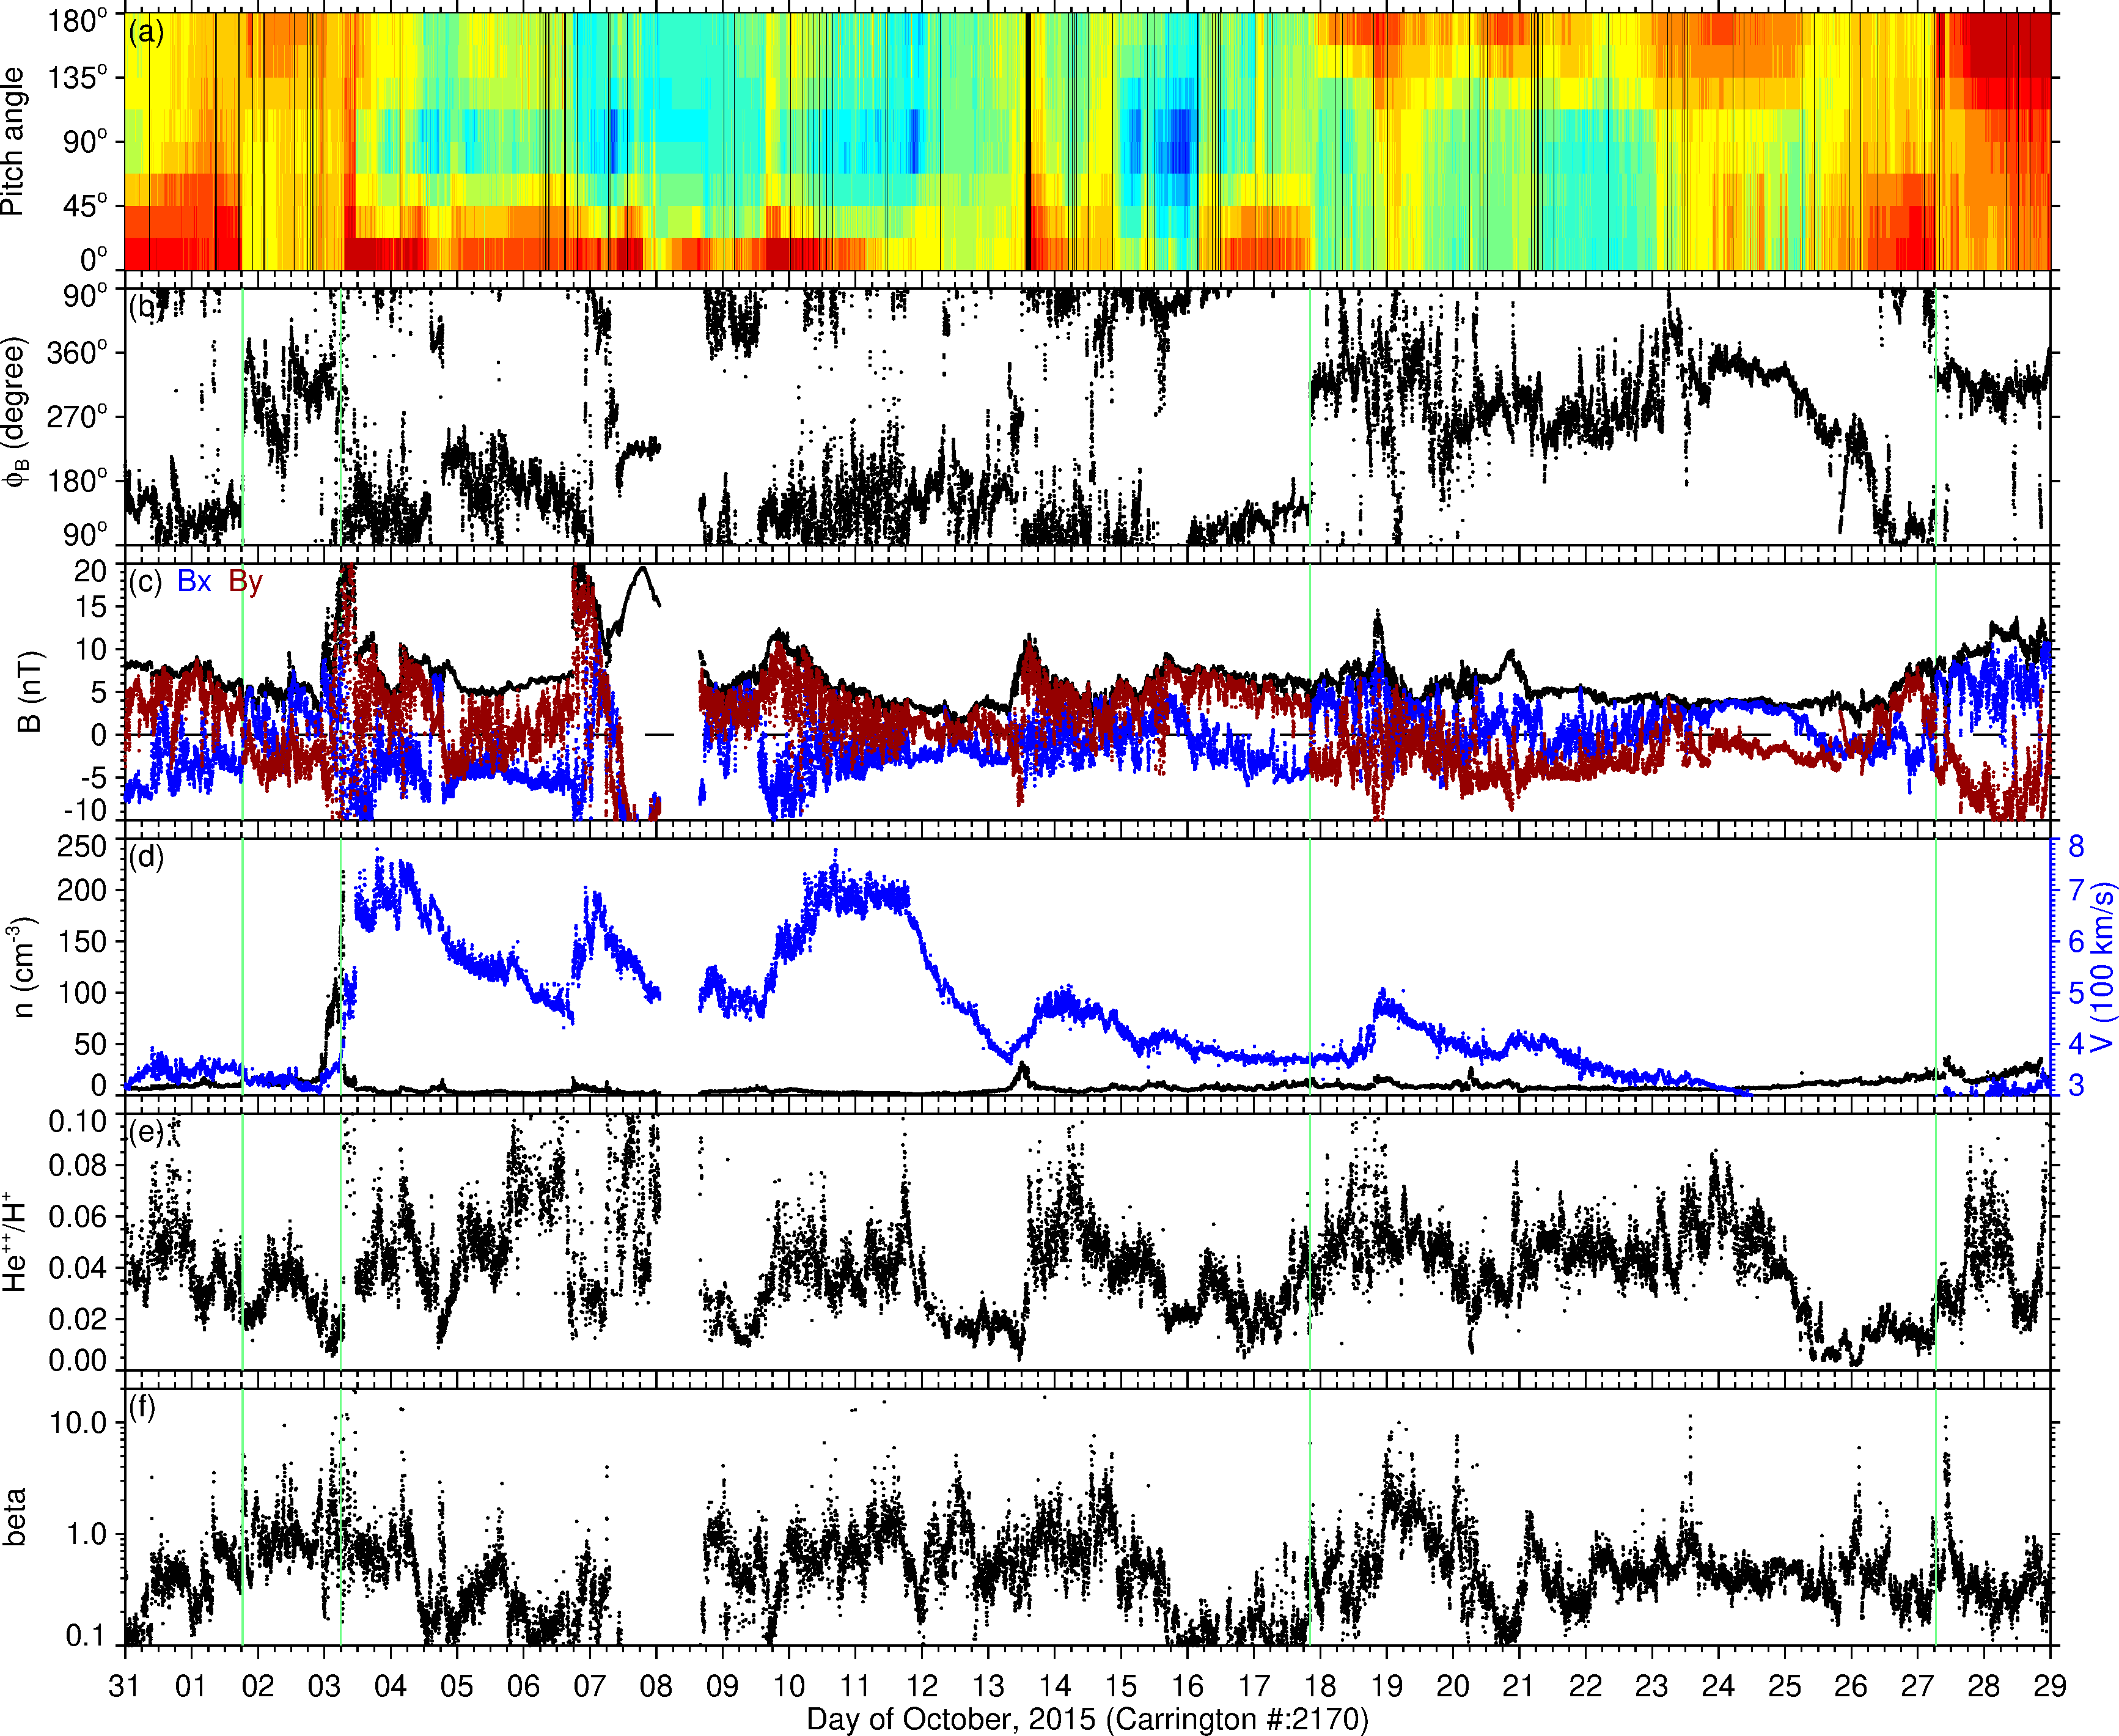 (a)
Pitch angle
180°
135°
90°
45°
0°
(b)
ϕB (degree)
90°
360°
270°
180°
90°
(c) Bx By
B (nT)
20
15
10
5
0
-5
-10
(d)
n (cm-3)
250
200
150
100
50
0
8
7
6
5
4
3
V (100 km/s)
(e)
He++/H+
0.10
0.08
0.06
0.04
0.02
0.00
(f)
beta
10.0
1.0
0.1
31 01 02 03 04 05 06 07 08 09 10 11 12 13 14 15 16 17 18 19 20 21 22 23 24 25 26 27 28 29
Day of October, 2015 (Carrington #:2170)